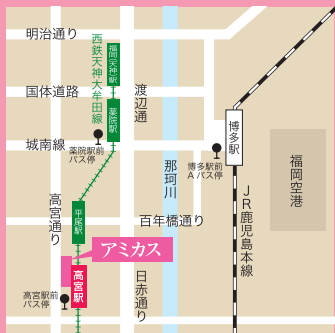 明治通り
西鉄天神大牟田線
福岡(天神)駅
渡辺通
国体道路
薬院駅
城南線
薬院駅前
バス停
博多駅
博多駅前
Aバス停
福岡空港
那珂川
JR鹿児島本線
高宮通り
平尾駅
百年橋通り
アミカス
高宮駅
日赤通り
高宮駅前
バス停